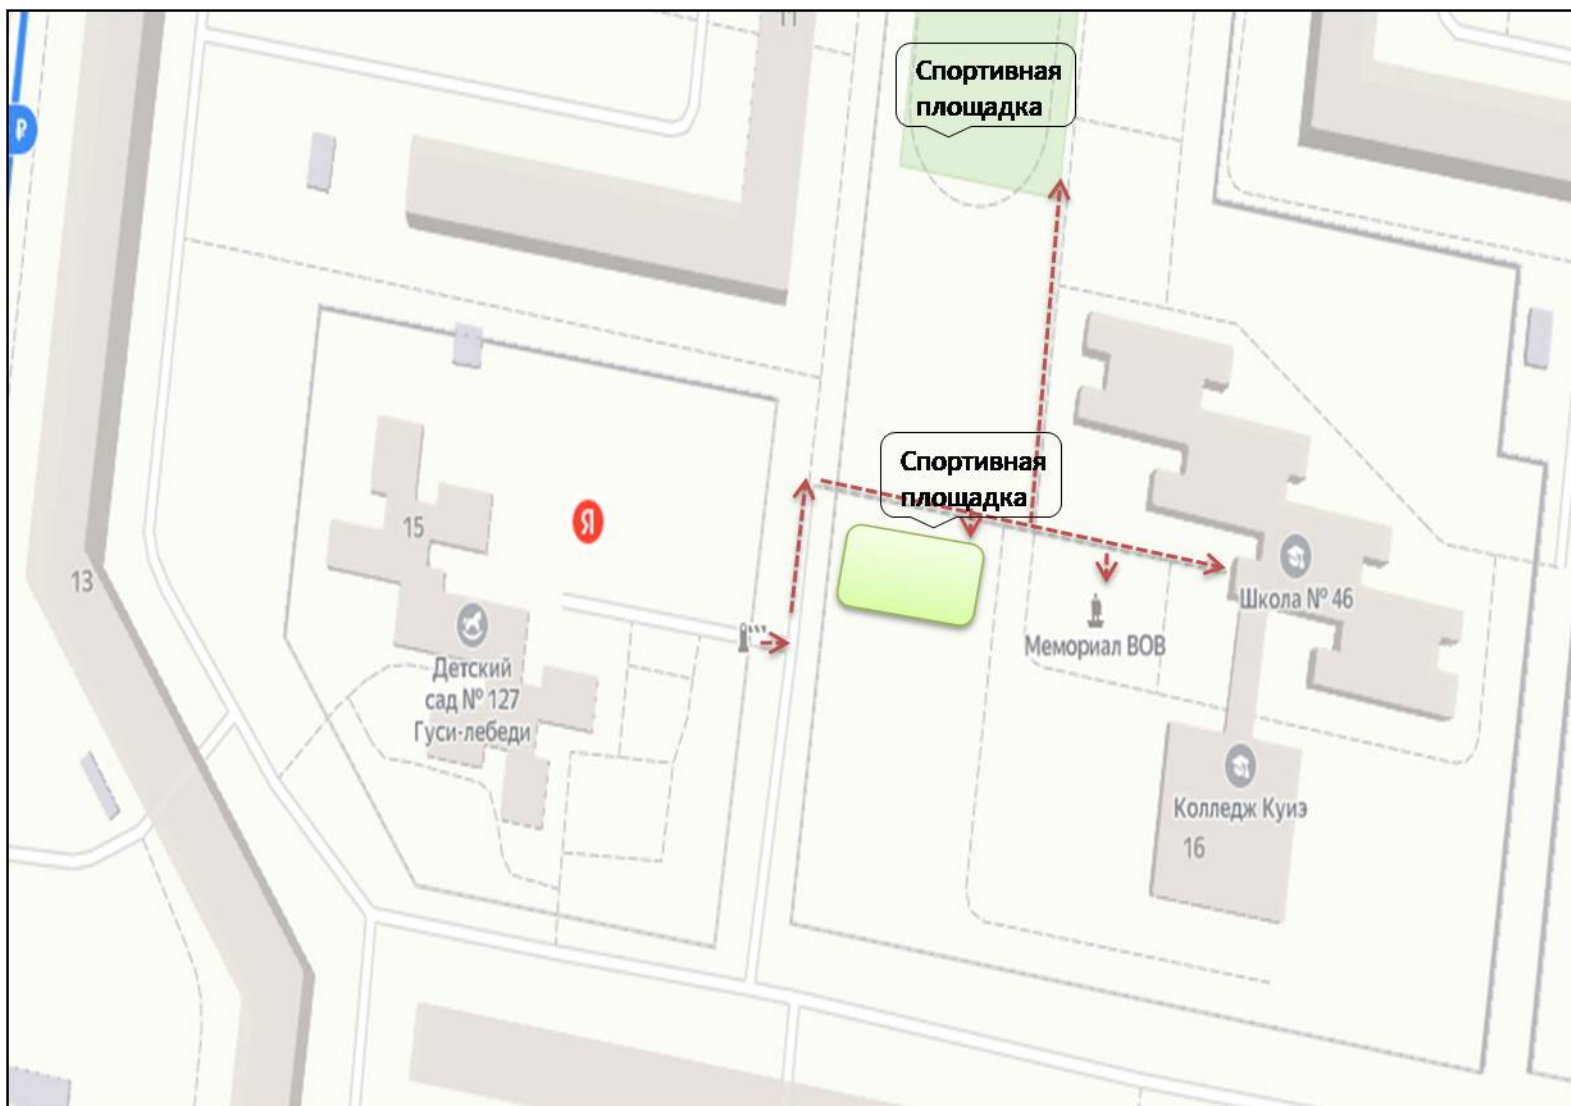 Спортивная
площадка
₽
Спортивная
площадка
Я
15
13
Школа № 46
Мемориал ВОВ
Детский
сад № 127
Гуси-лебеди
Колледж Куиэ
16